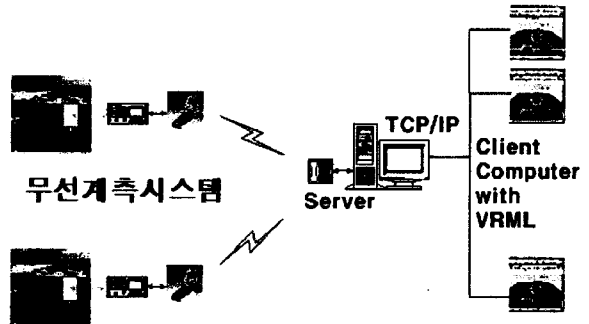 TCP/IP
Client
Computer
with
VRML
무선계측시스템
Server